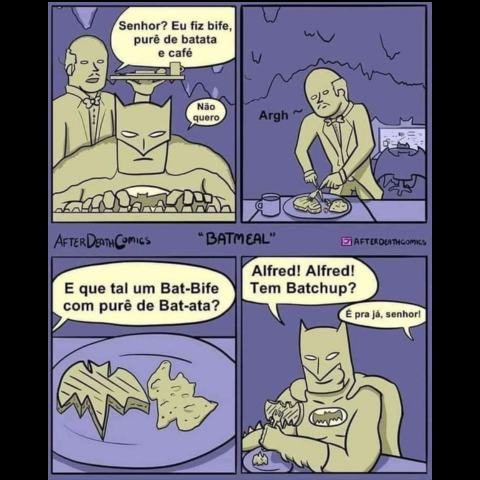 Senhor? Eu fiz bife,
purê de batata
e café
Não
quero
Argh ~
AFTERDEATHCOMICS
"BATMEAL"
AFTERDEATHCOMICS
E que tal um Bat-Bife
com purê de Bat-ata?
Alfred! Alfred!
Tem Batchup?
É pra já, senhor!